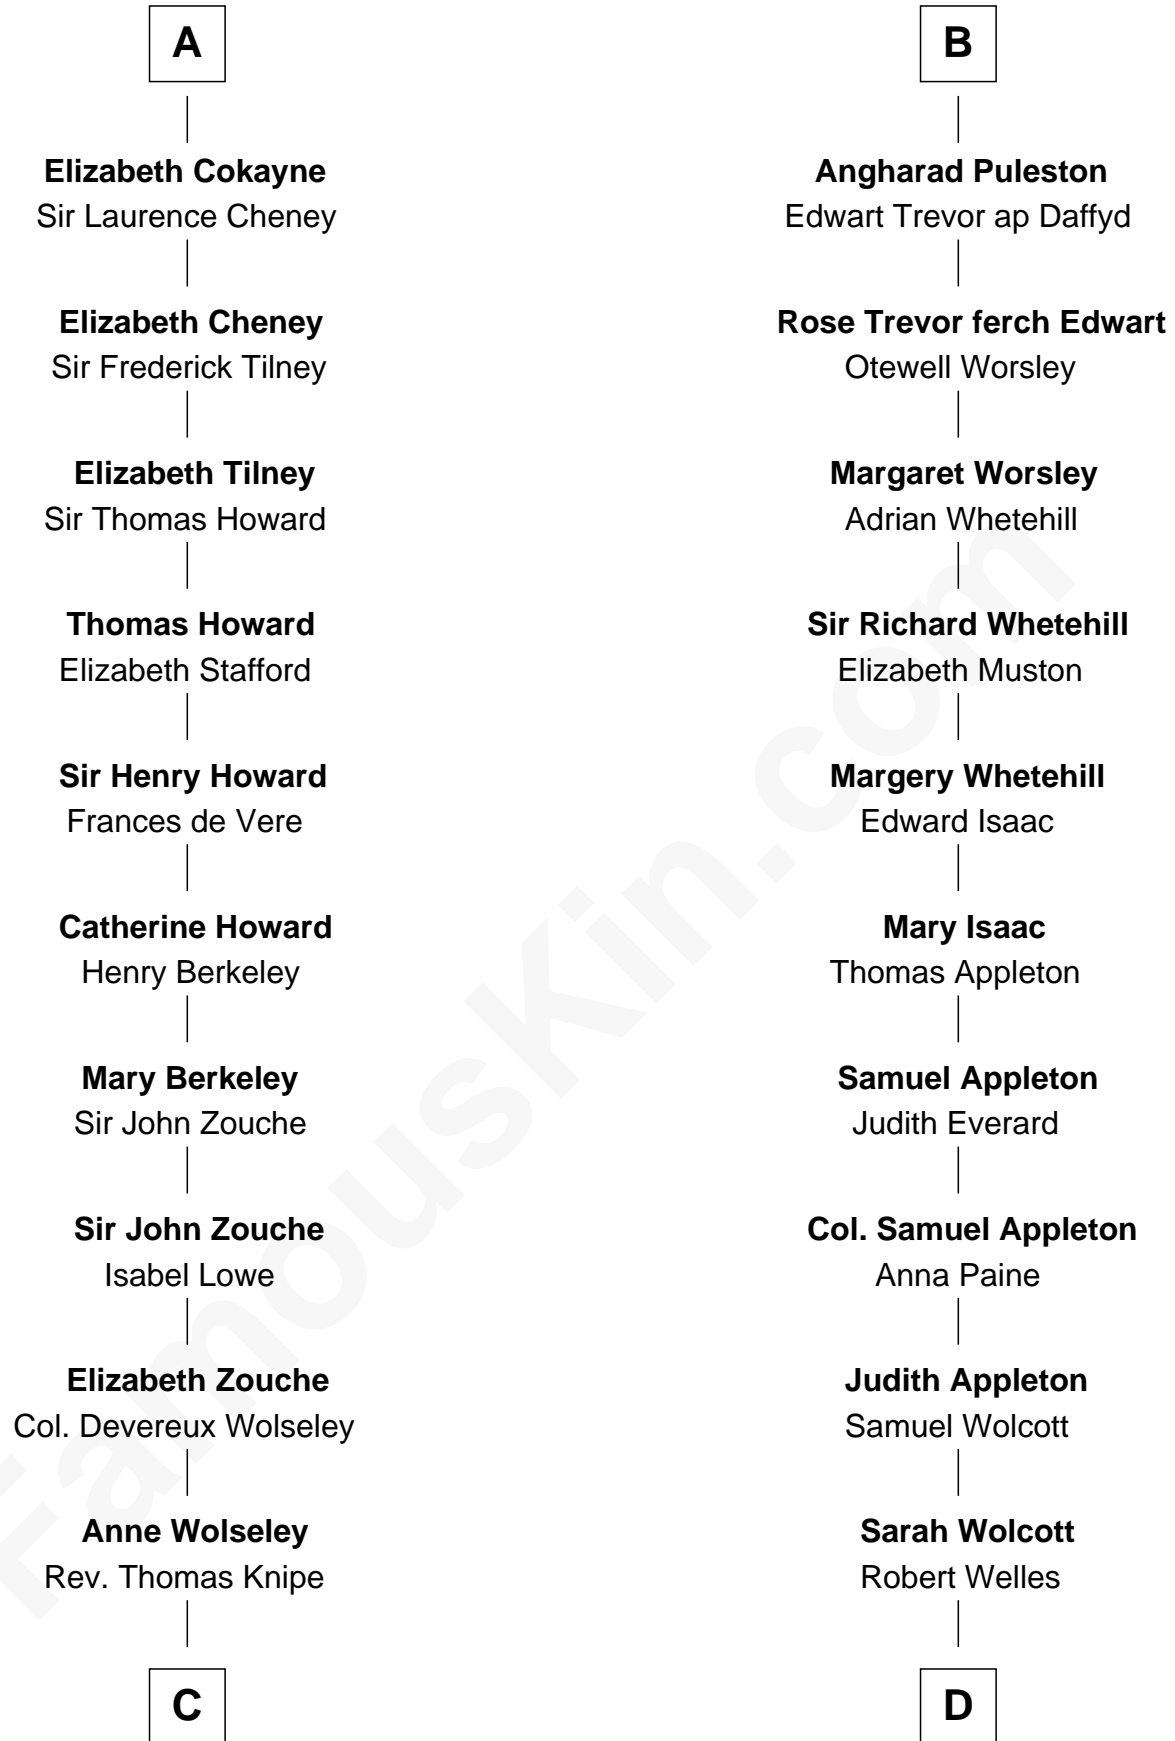 A
Elizabeth Cokayne
Sir Laurence Cheney
Elizabeth Cheney
Sir Frederick Tilney
Elizabeth Tilney
Sir Thomas Howard
Thomas Howard
Elizabeth Stafford
Sir Henry Howard
Frances de Vere
Catherine Howard
Henry Berkeley
Mary Berkeley
Sir John Zouche
Sir John Zouche
Isabel Lowe
Elizabeth Zouche
Col. Devereux Wolseley
Anne Wolseley
Rev. Thomas Knipe
C
B
Angharad Puleston
Edwart Trevor ap Daffyd
Rose Trevor ferch Edwart
Otewell Worsley
Margaret Worsley
Adrian Whetehill
Sir Richard Whetehill
Elizabeth Muston
Margery Whetehill
Edward Isaac
Mary Isaac
Thomas Appleton
Samuel Appleton
Judith Everard
Col. Samuel Appleton
Anna Paine
Judith Appleton
Samuel Wolcott
Sarah Wolcott
Robert Welles
D
FamousKin.com